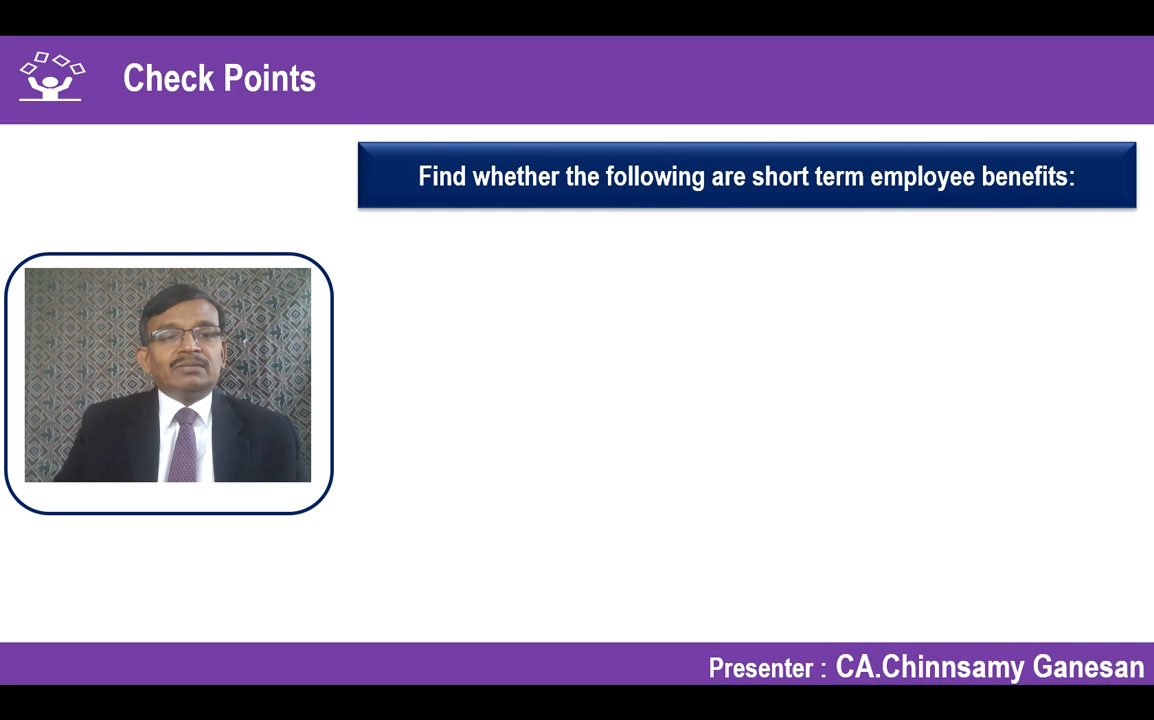 Check Points
Find whether the following are short term employee benefits:
Presenter : CA.Chinnsamy Ganesan